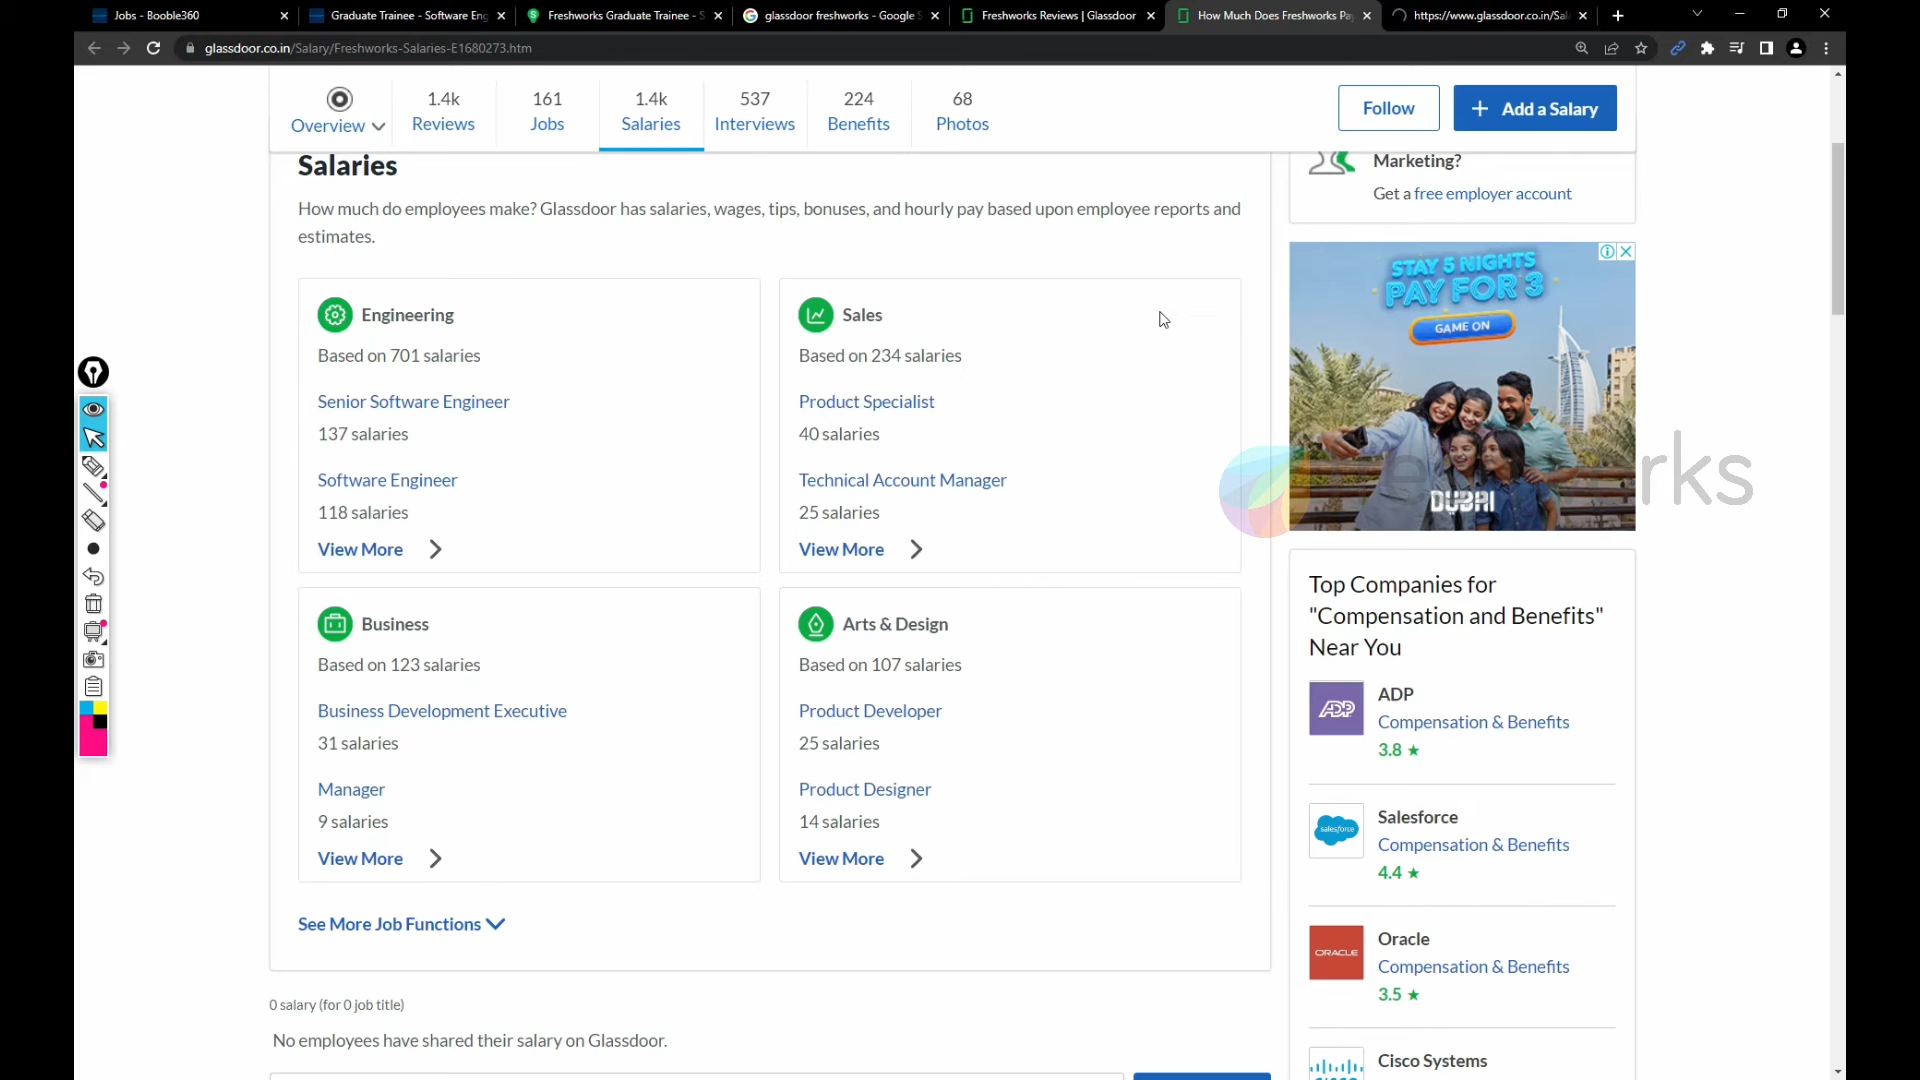 Jobs - Booble360
Graduate Trainee - Software Eng
Freshworks Graduate Trainee - S
glassdoor freshworks - Google S
Freshworks Reviews | Glassdoor
How Much Does Freshworks Pa
https://www.glassdoor.co.in/Sal
glassdoor.co.in/Salary/Freshworks-Salaries-E1680273.htm
Overview
1.4k
Reviews
161
Jobs
1.4k
Salaries
537
Interviews
224
Benefits
68
Photos
Follow
+ Add a Salary
Salaries
How much do employees make? Glassdoor has salaries, wages, tips, bonuses, and hourly pay based upon employee reports and
estimates.
Engineering
Based on 701 salaries
Senior Software Engineer
137 salaries
Software Engineer
118 salaries
View More
Sales
Based on 234 salaries
Product Specialist
40 salaries
Technical Account Manager
25 salaries
View More
Business
Based on 123 salaries
Business Development Executive
31 salaries
Manager
9 salaries
View More
Arts & Design
Based on 107 salaries
Product Developer
25 salaries
Product Designer
14 salaries
View More
See More Job Functions
0 salary (for 0 job title)
No employees have shared their salary on Glassdoor.
Marketing?
Get a free employer account
STAY 5 NIGHTS
PAY FOR 3
GAME ON
DUBAI
rks
Top Companies for
"Compensation and Benefits"
Near You
ADP
ADP
Compensation & Benefits
3.8 ★
salesforce
Salesforce
Compensation & Benefits
4.4 ★
ORACLE
Oracle
Compensation & Benefits
3.5 ★
Cisco Systems